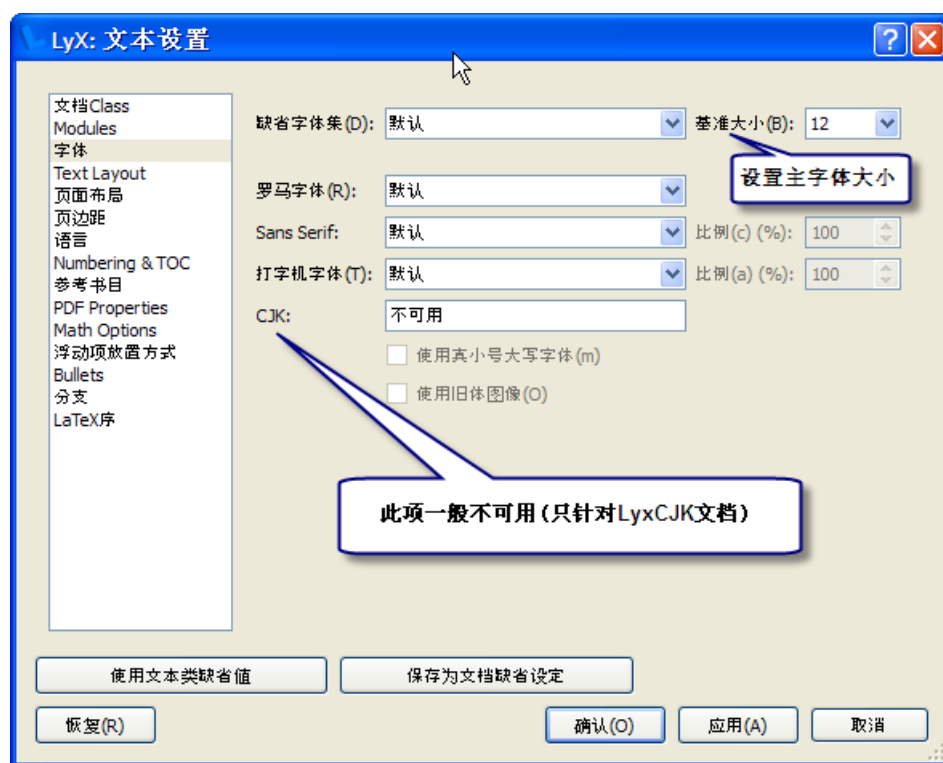 LyX: 文本设置
文档Class
Modules
字体
Text Layout
页面布局
页边距
语言
Numbering & TOC
参考书目
PDF Properties
Math Options
浮动项放置方式
Bullets
分支
LaTeX序
缺省字体集(D): 默认 基准大小(B): 12
设置主字体大小
罗马字体(R): 默认
Sans Serif: 默认 比例(c) (%): 100
打字机字体(T): 默认 比例(a) (%): 100
CJK: 不可用
使用真小号大写字体(m)
使用旧体图像(O)
此项一般不可用(只针对LyxCJK文档)
使用文本类缺省值 保存为文档缺省设定
恢复(R) 确认(O) 应用(A) 取消